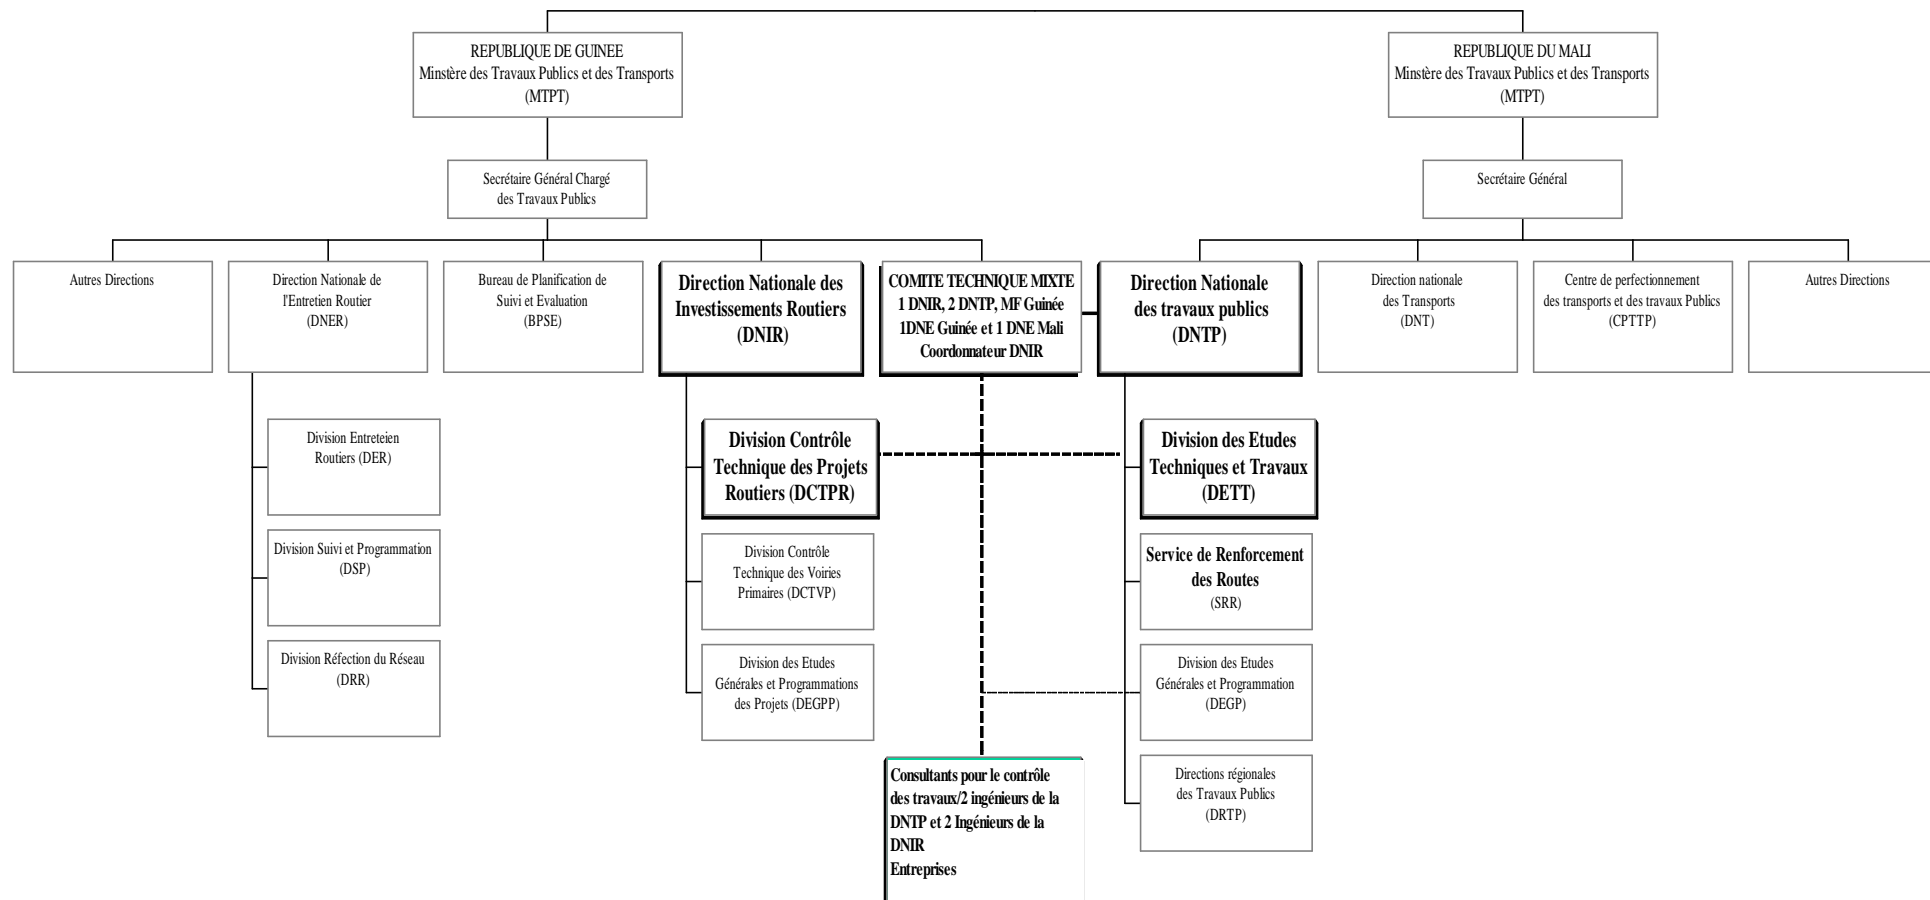 REPUBLIQUE DE GUINEE
Minstère des Travaux Publics et des Transports
(MTPT)
REPUBLIQUE DU MALI
Minstère des Travaux Publics et des Transports
(MTPT)
Secrétaire Général Chargé
des Travaux Publics
Secrétaire Général
Autres Directions
Direction Nationale de
l'Entretien Routier
(DNER)
Bureau de Planification de
Suivi et Evaluation
(BPSE)
Direction Nationale des
Investissements Routiers
(DNIR)
COMITE TECHNIQUE MIXTE
1 DNIR, 2 DNTP, MF Guinée
1DNE Guinée et 1 DNE Mali
Coordonnateur DNIR
Direction Nationale
des travaux publics
(DNTP)
Direction nationale
des Transports
(DNT)
Centre de perfectionnement
des transports et des travaux Publics
(CPTTP)
Autres Directions
Division Entreteien
Routiers (DER)
Division Suivi et Programmation
(DSP)
Division Réfection du Réseau
(DRR)
Division Contrôle
Technique des Projets
Routiers (DCTPR)
Division Contrôle
Technique des Voiries
Primaires (DCTVP)
Division des Etudes
Générales et Programmations
des Projets (DEGPP)
Division des Etudes
Techniques et Travaux
(DETT)
Service de Renforcement
des Routes
(SRR)
Division des Etudes
Générales et Programmation
(DEGP)
Directions régionales
des Travaux Publics
(DRTP)
Consultants pour le contrôle
des travaux/2 ingénieurs de la
DNTP et 2 Ingénieurs de la
DNIR
Entreprises